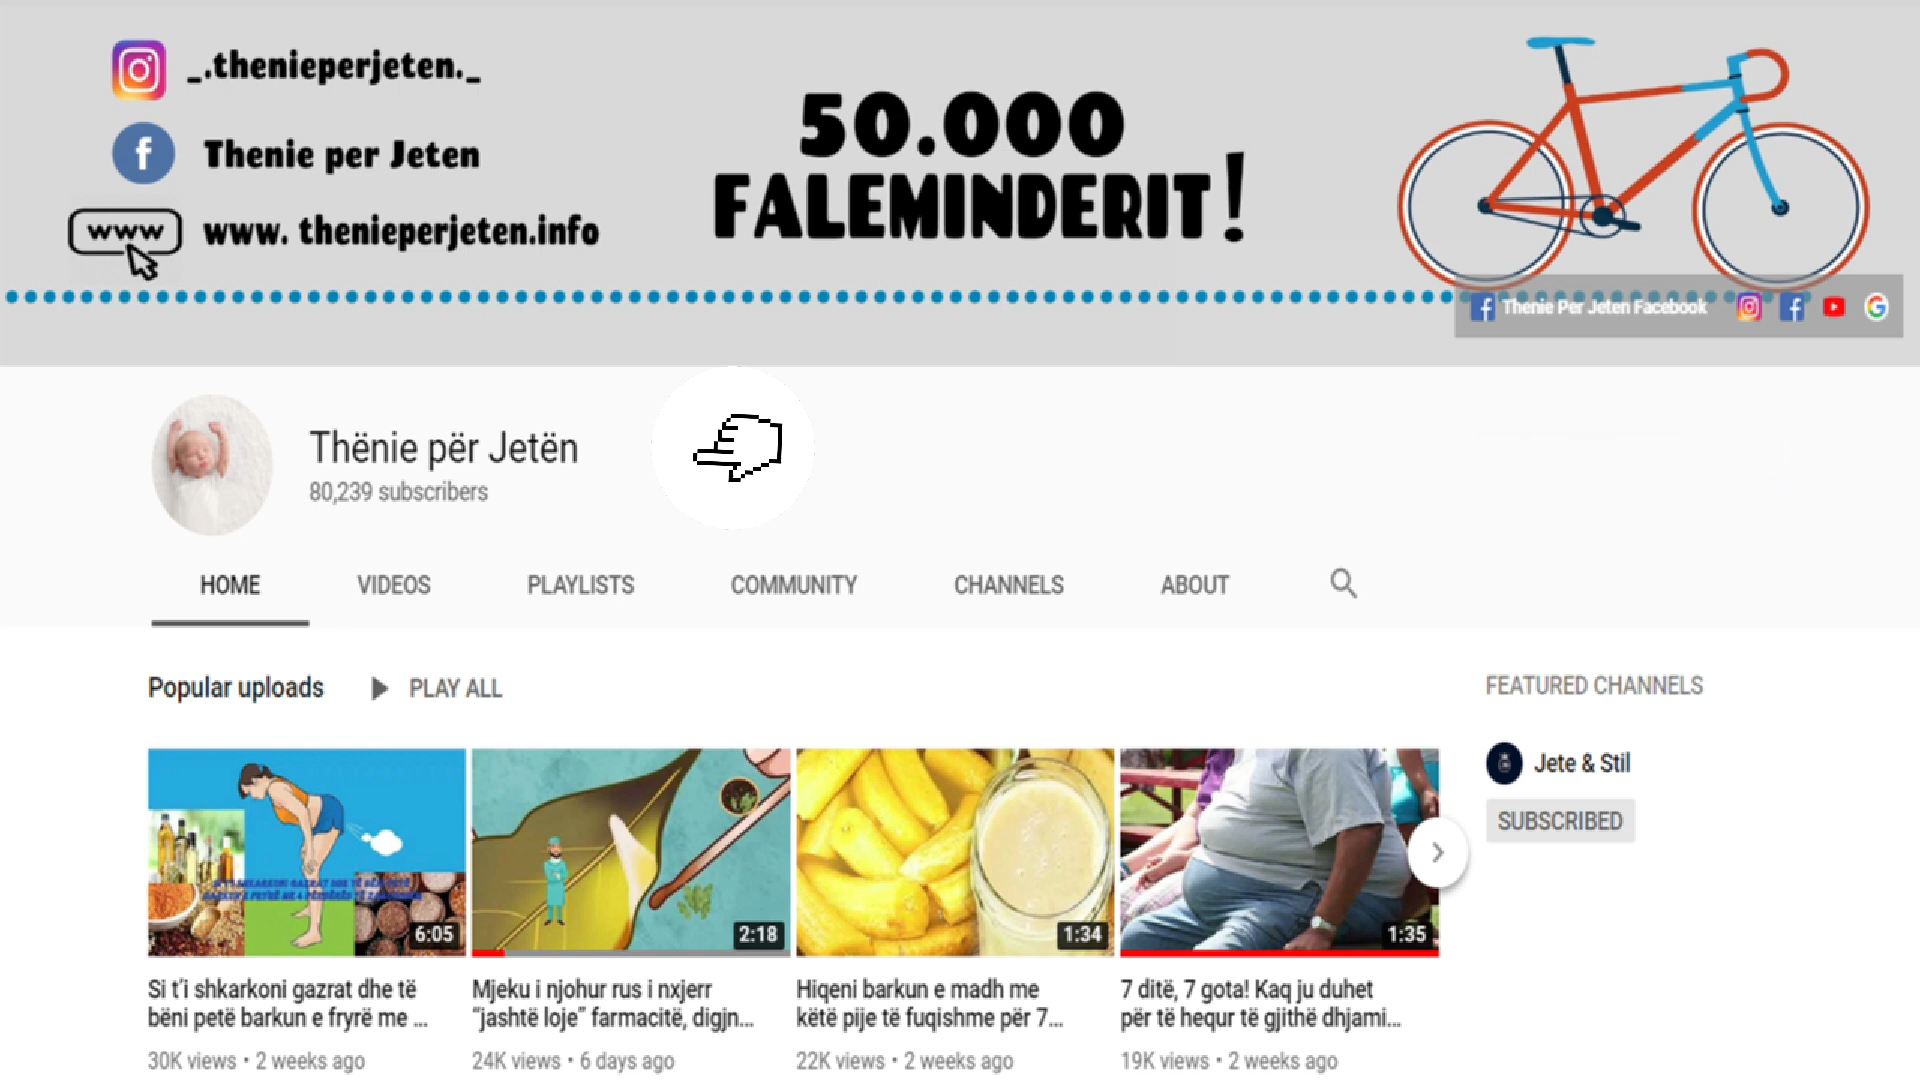 _.thenieperjeten._
Thenie per Jeten
www
www. thenieperjeten.info
50.000
FALEMINDERIT!
Thenie Per Jeten Facebook
Thënie për Jetën
80,239 subscribers
HOME VIDEOS PLAYLISTS COMMUNITY CHANNELS ABOUT
Popular uploads PLAY ALL
6:05
Si t'i shkarkoni gazrat dhe të
bëni petë barkun e fryrë me ...
30K views • 2 weeks ago
2:18
Mjeku i njohur rus i nxjerr
"jashtë loje" farmacitë, digjn...
24K views • 6 days ago
1:34
Hiqeni barkun e madh me
këtë pije të fuqishme për 7...
22K views • 2 weeks ago
1:35
7 ditë, 7 gota! Kaq ju duhet
për të hequr të gjithë dhjami...
19K views • 2 weeks ago
FEATURED CHANNELS
Jete & Stil
SUBSCRIBED